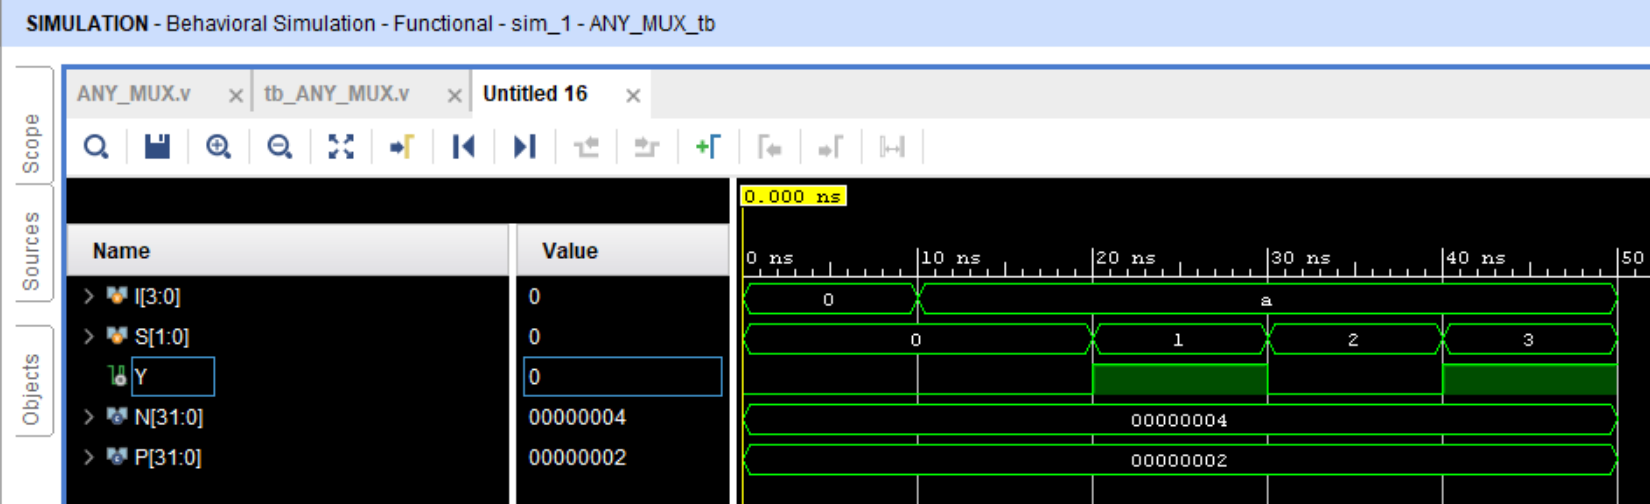 SIMULATION - Behavioral Simulation - Functional - sim_1 - ANY_MUX_tb
Scope
Sources
Objects
ANY_MUX.v × tb_ANY_MUX.v × Untitled 16 ×
0.000 ns
Name Value
0 ns 10 ns 20 ns 30 ns 40 ns 50
I[3:0] 0 0 a
S[1:0] 0 0 1 2 3
Y 0
N[31:0] 00000004 00000004
P[31:0] 00000002 00000002